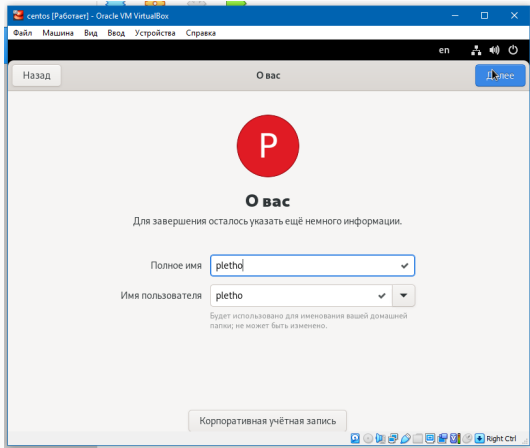 centos [Работает] - Oracle VM VirtualBox
Файл Машина Вид Ввод Устройства Справка
en
Назад О вас Далее
P
О вас
Для завершения осталось указать ещё немного информации.
Полное имя pletho
Имя пользователя pletho
Будет использовано для именования вашей домашней
папки; не может быть изменено.
Корпоративная учётная запись
Right Ctrl